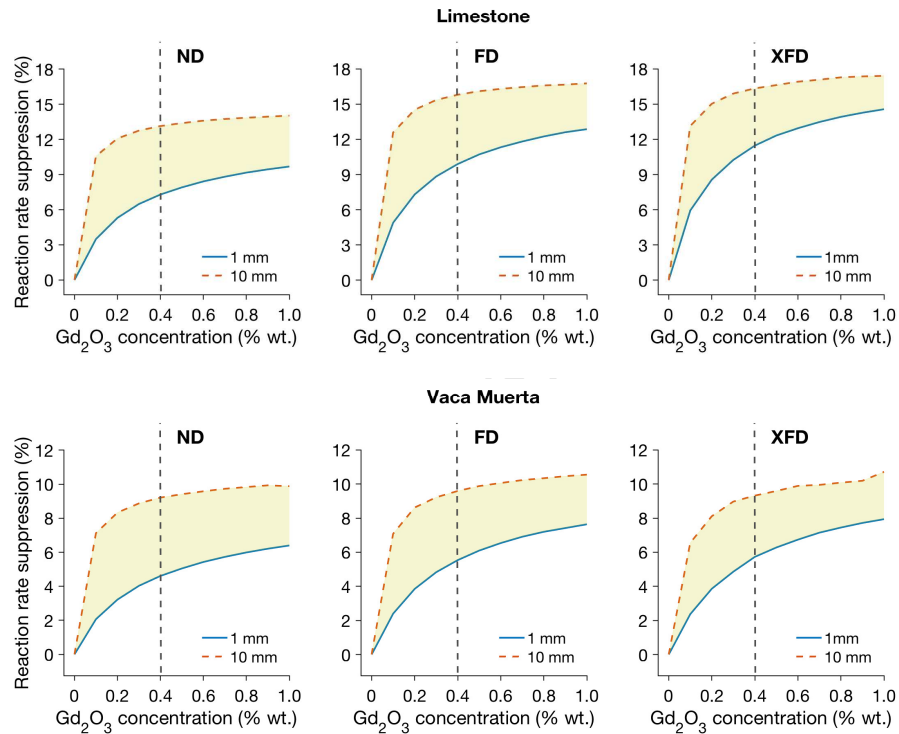 Limestone
ND
FD
XFD
Reaction rate suppression (%)
18
15
12
9
6
3
0
1 mm
10 mm
0 0.2 0.4 0.6 0.8 1.0
Gd2O3 concentration (% wt.)
18
15
12
9
6
3
0
1 mm
10 mm
0 0.2 0.4 0.6 0.8 1.0
Gd2O3 concentration (% wt.)
18
15
12
9
6
3
0
1mm
10 mm
0 0.2 0.4 0.6 0.8 1.0
Gd2O3 concentration (% wt.)
Vaca Muerta
ND
FD
XFD
Reaction rate suppression (%)
12
10
8
6
4
2
0
1 mm
10 mm
0 0.2 0.4 0.6 0.8 1.0
Gd2O3 concentration (% wt.)
12
10
8
6
4
2
0
1 mm
10 mm
0 0.2 0.4 0.6 0.8 1.0
Gd2O3 concentration (% wt.)
12
10
8
6
4
2
0
1mm
10 mm
0 0.2 0.4 0.6 0.8 1.0
Gd2O3 concentration (% wt.)